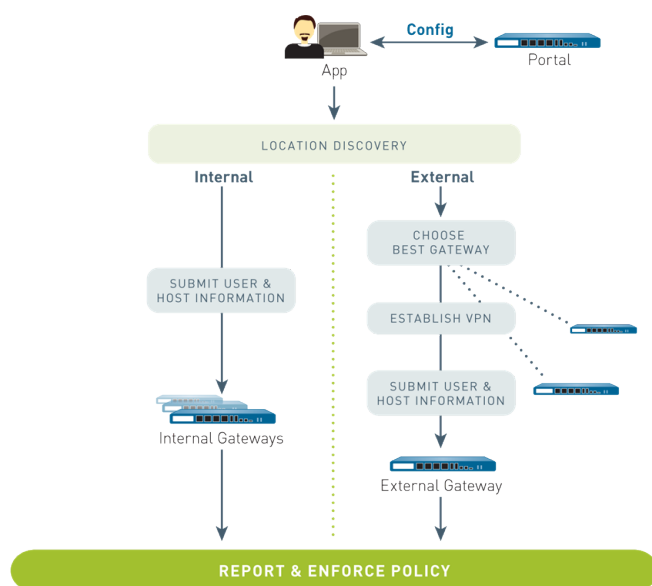 Config
App
Portal
LOCATION DISCOVERY
Internal
External
CHOOSE
BEST GATEWAY
SUBMIT USER &
HOST INFORMATION
ESTABLISH VPN
SUBMIT USER &
HOST INFORMATION
Internal Gateways
External Gateway
REPORT & ENFORCE POLICY